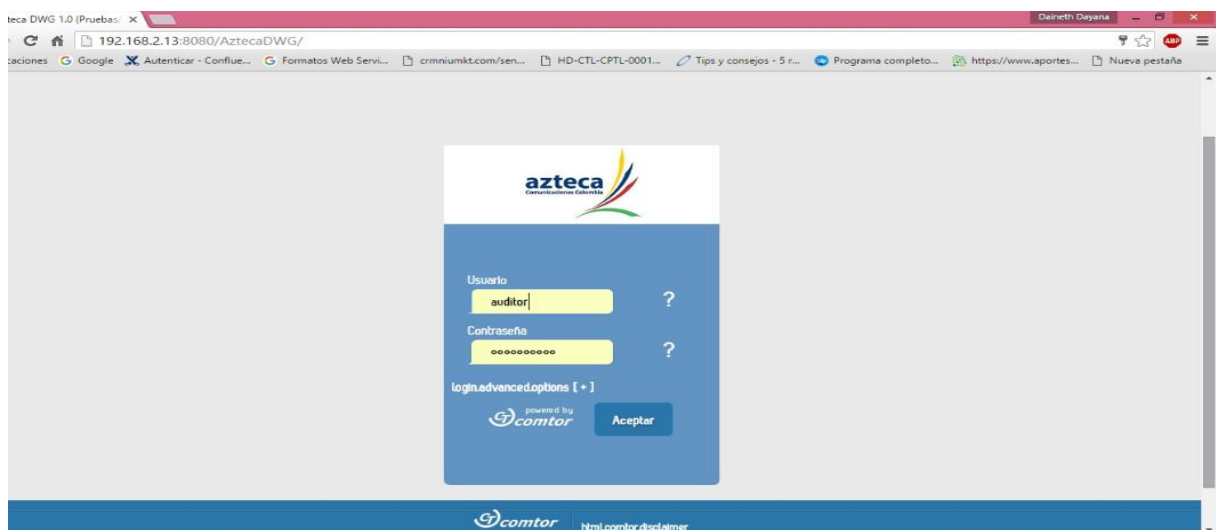 teca DWG 1.0 (Pruebas
Daineth Dayana
192.168.2.13:8080/AztecaDWG/
ABP
caciones Google Autenticar - Conflue... Formatos Web Servi... crmniumkt.com/sen... HD-CTL-CPTL-0001... Tips y consejos - 5 r... Programa completo... https://www.aportes... Nueva pestaña
azteca
Comunicaciones Colombia
Usuario
auditor
?
Contraseña
?
login.advanced.options [ + ]
powered by
comtor
Aceptar
comtor html.comtor.disclaimer